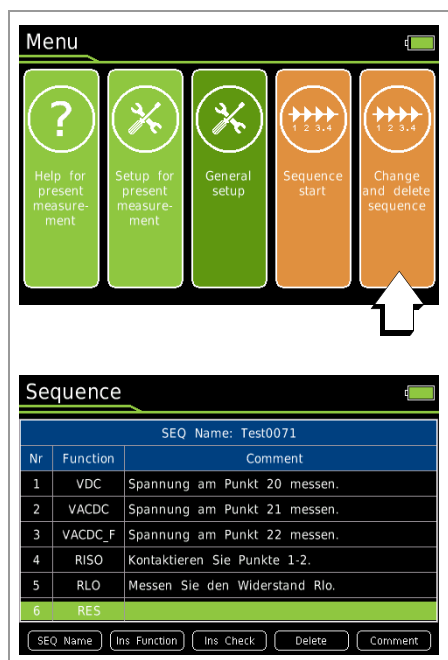 Menu
?
Help for
present
measure-
ment
Setup for
present
measure-
ment
General
setup
1 2 3.4
Sequence
start
1 2 3.4
Change
and delete
sequence
Sequence
SEQ Name: Test0071
Nr Function Comment
1 VDC Spannung am Punkt 20 messen.
2 VACDC Spannung am Punkt 21 messen.
3 VACDC_F Spannung am Punkt 22 messen.
4 RISO Kontaktieren Sie Punkte 1-2.
5 RLO Messen Sie den Widerstand Rlo.
6 RES
SEQ Name Ins Function Ins Check Delete Comment